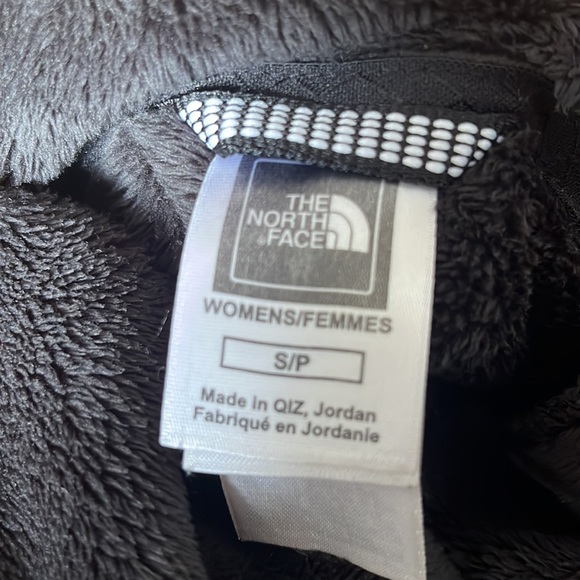 THE
NORTH
FACE
WOMENS/FEMMES
S/P
Made In QIZ, Jordan
Fabriqué en Jordanie